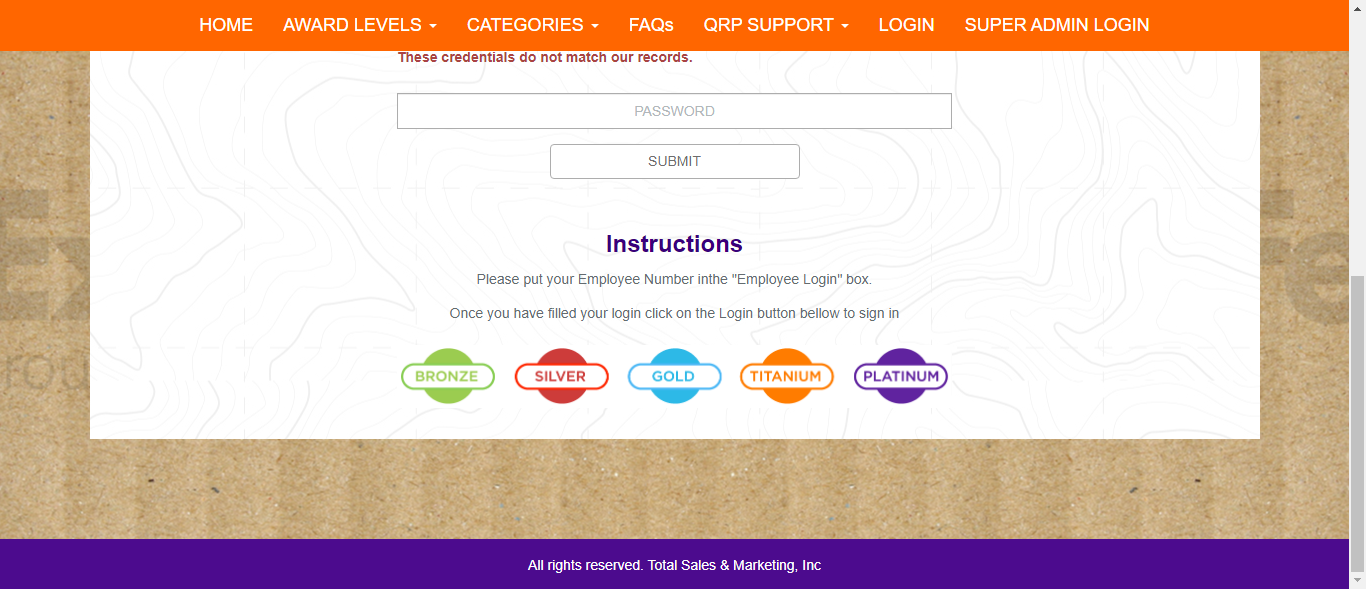 HOME AWARD LEVELS CATEGORIES FAQs QRP SUPPORT LOGIN SUPER ADMIN LOGIN
These credentials do not match our records.
PASSWORD
SUBMIT
Instructions
Please put your Employee Number inthe "Employee Login" box.
Once you have filled your login click on the Login button bellow to sign in
BRONZE SILVER GOLD TITANIUM PLATINUM
All rights reserved. Total Sales & Marketing, Inc